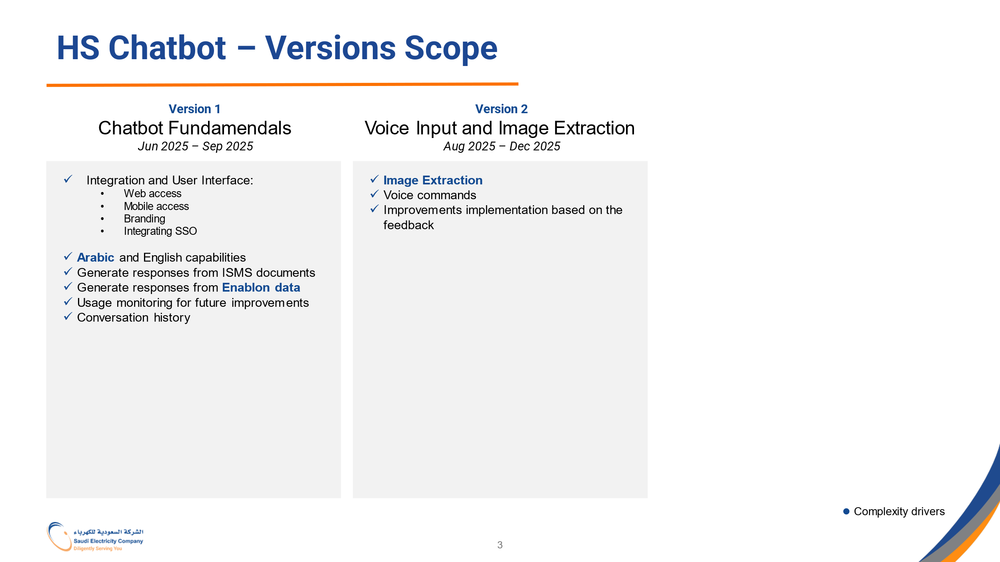 HS Chatbot – Versions Scope
Version 1
Chatbot Fundamendals
Jun 2025 – Sep 2025
✓ Integration and User Interface:
• Web access
• Mobile access
• Branding
• Integrating SSO
✓ Arabic and English capabilities
✓ Generate responses from ISMS documents
✓ Generate responses from Enablon data
✓ Usage monitoring for future improvements
✓ Conversation history
Version 2
Voice Input and Image Extraction
Aug 2025 – Dec 2025
✓ Image Extraction
✓ Voice commands
✓ Improvements implementation based on the
feedback
● Complexity drivers
الشركة السعودية للكهرباء
Saudi Electricity Company
Diligently Serving You
3